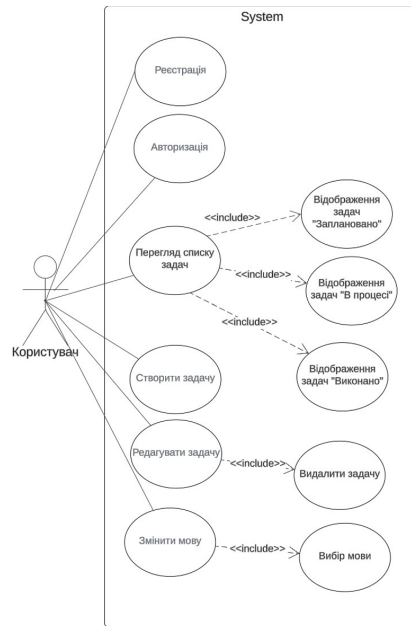 System
Реєстрація
Авторизація
Перегляд списку
задач
<<include>>
Відображення
задач
"Заплановано"
<<include>>
Відображення
задач "В процесі"
<<include>>
Відображення
задач "Виконано"
Користувач
Створити задачу
Редагувати задачу
<<include>>
Видалити задачу
Змінити мову
<<include>>
Вибір мови